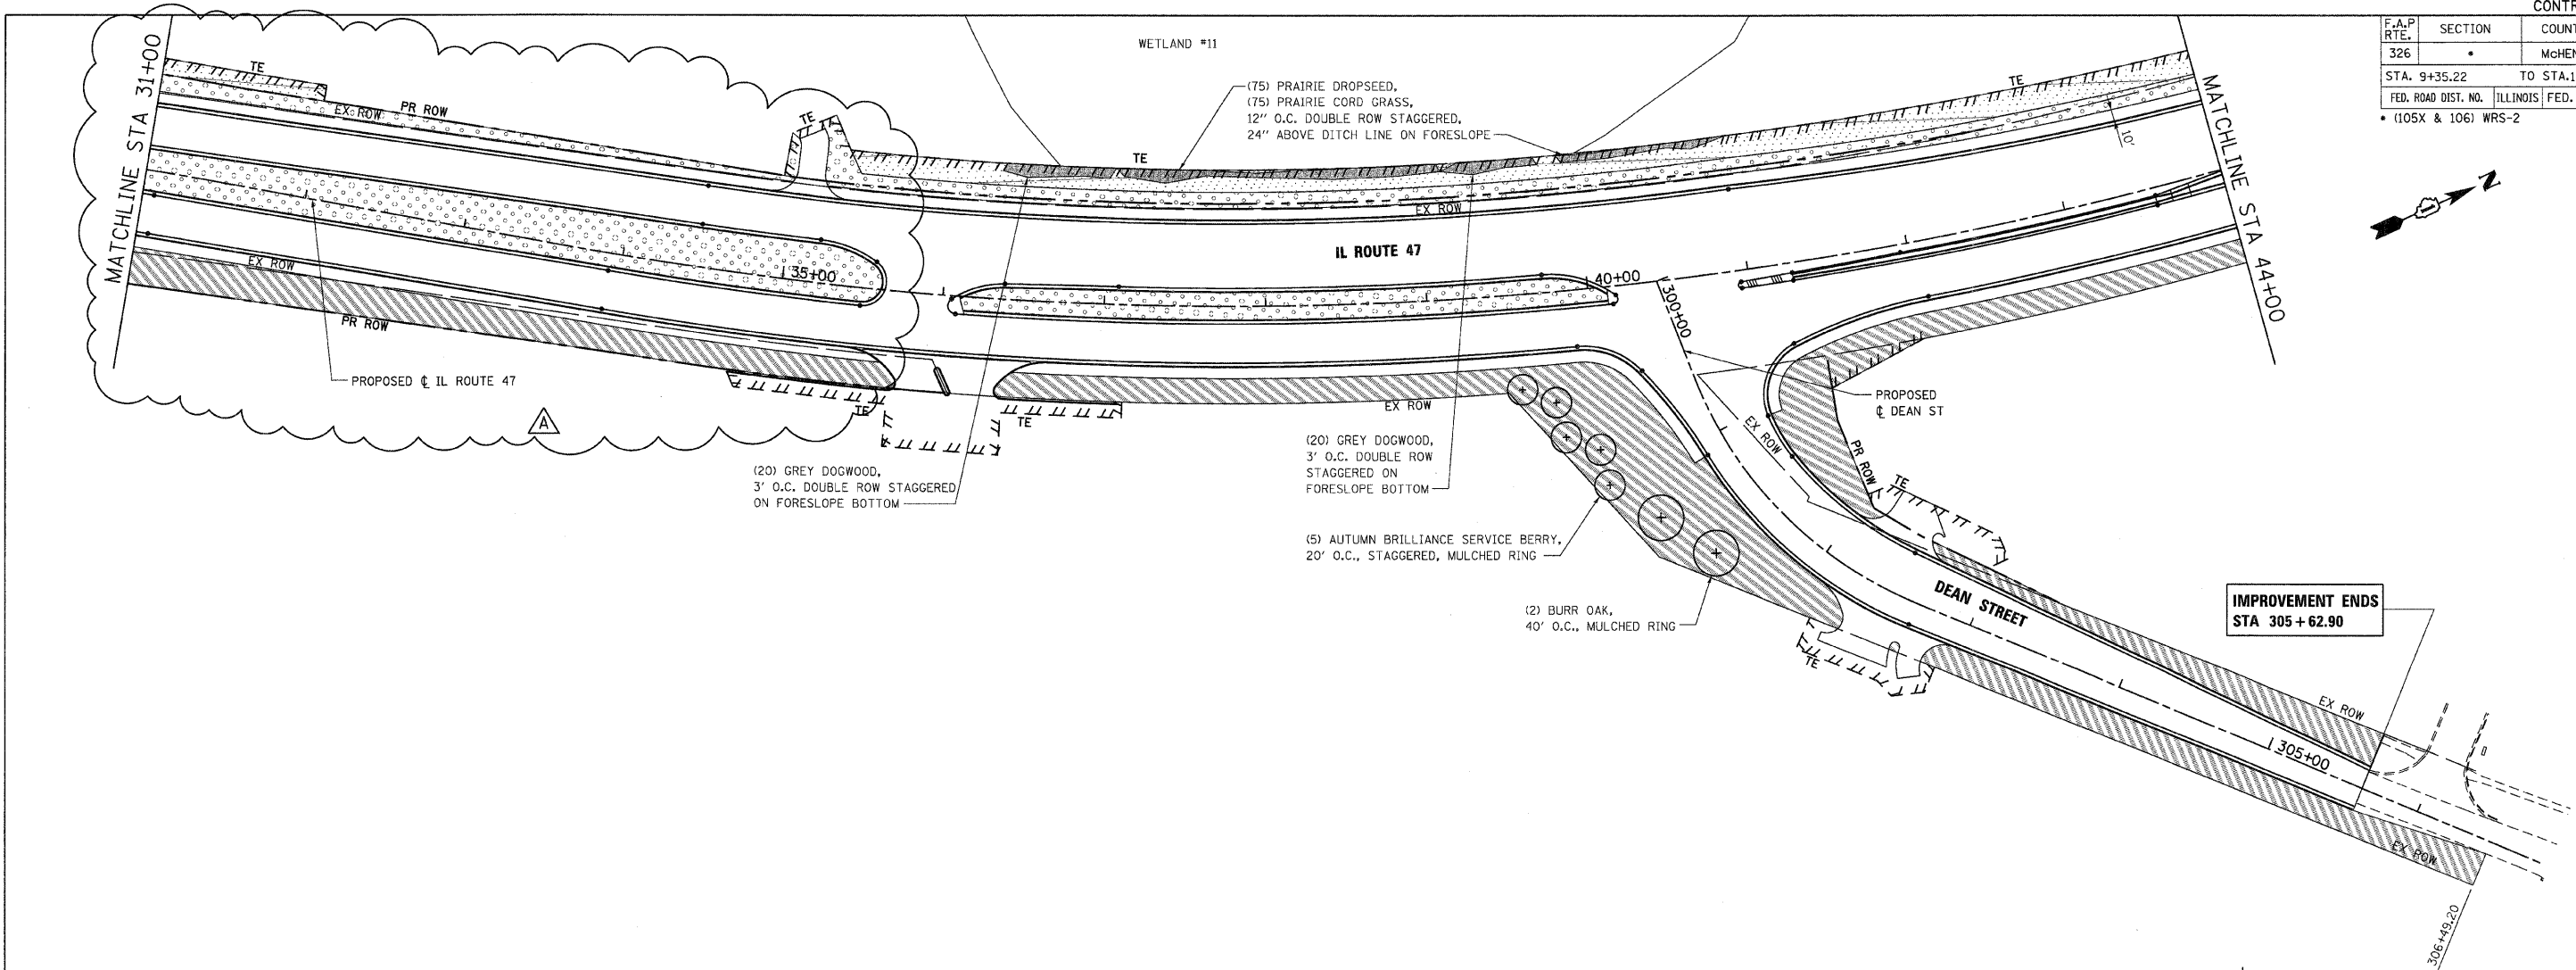 CONTR
F.A.P RTE. SECTION COUNT
326 • McHEN
STA. 9+35.22 TO STA.1
FED. ROAD DIST. NO. ILLINOIS FED.
• (105X & 106) WRS-2
WETLAND #11
(75) PRAIRIE DROPSEED,
(75) PRAIRIE CORD GRASS,
12" O.C. DOUBLE ROW STAGGERED,
24" ABOVE DITCH LINE ON FORESLOPE
MATCHLINE STA 31+00
TE
EX ROW
PR ROW
TE
TE
TE
10'
MATCHLINE STA 44+00
N
EX ROW
IL ROUTE 47
EX ROW
35+00
40+00
300+00
PR ROW
PROPOSED ℄ IL ROUTE 47
A
TE
TE
EX ROW
PROPOSED
℄ DEAN ST
EX ROW
PR ROW
TE
(20) GREY DOGWOOD,
3' O.C. DOUBLE ROW STAGGERED
ON FORESLOPE BOTTOM
(20) GREY DOGWOOD,
3' O.C. DOUBLE ROW
STAGGERED ON
FORESLOPE BOTTOM
(5) AUTUMN BRILLIANCE SERVICE BERRY,
20' O.C., STAGGERED, MULCHED RING
(2) BURR OAK,
40' O.C., MULCHED RING
DEAN STREET
TE
IMPROVEMENT ENDS
STA 305+62.90
EX ROW
305+00
EX ROW
306+49.20